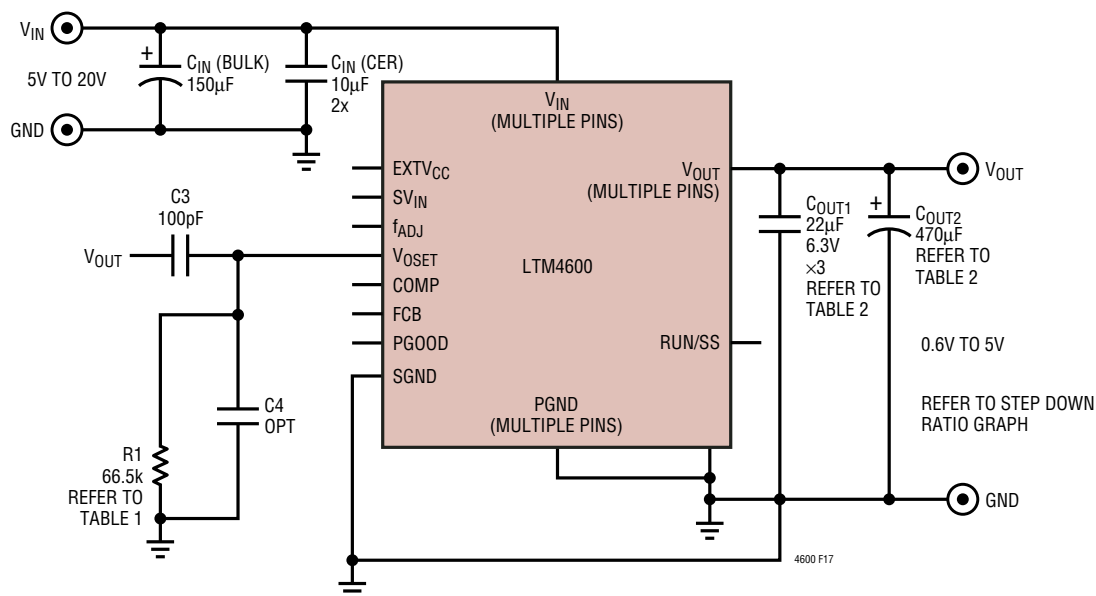 VIN
5V TO 20V
GND
+
CIN (BULK)
150µF
CIN (CER)
10µF
2x
VIN
(MULTIPLE PINS)
EXTVCC
SVIN
fADJ
VOSET
COMP
FCB
PGOOD
SGND
LTM4600
VOUT
(MULTIPLE PINS)
RUN/SS
PGND
(MULTIPLE PINS)
C3
100pF
VOUT
C4
OPT
R1
66.5k
REFER TO
TABLE 1
COUT1
22µF
6.3V
×3
REFER TO
TABLE 2
+
COUT2
470µF
REFER TO
TABLE 2
VOUT
0.6V TO 5V
REFER TO STEP DOWN
RATIO GRAPH
GND
4600 F17